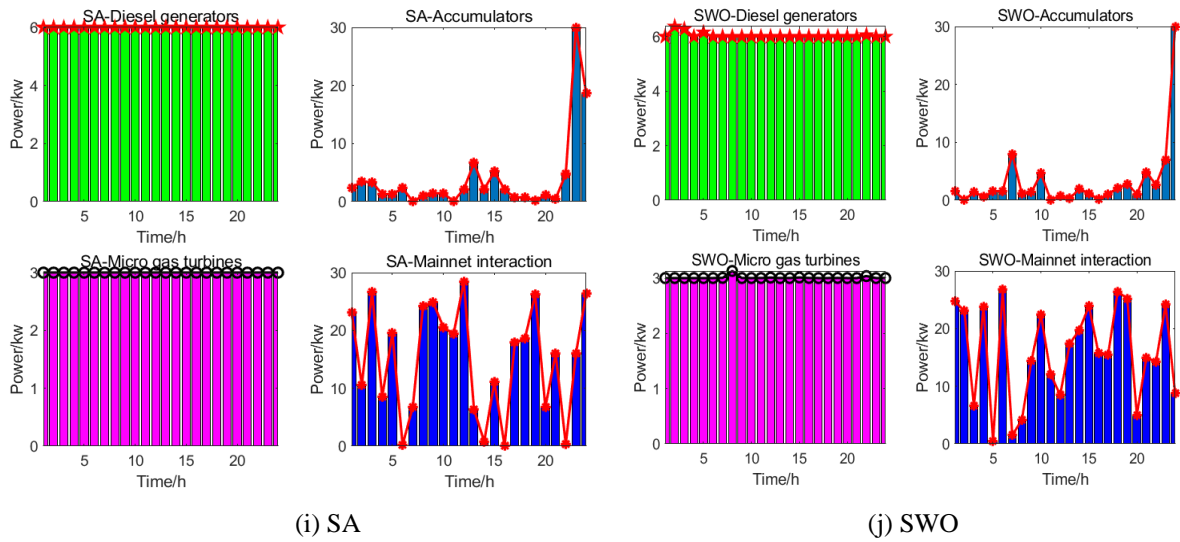 SA-Diesel generators
6
4
2
0
Power/kw
5 10 15 20
Time/h
SA-Accumulators
30
20
10
0
Power/kw
5 10 15 20
Time/h
SWO-Diesel generators
6
4
2
0
Power/kw
5 10 15 20
Time/h
SWO-Accumulators
30
20
10
0
Power/kw
5 10 15 20
Time/h
SA-Micro gas turbines
3
2
1
0
Power/kw
5 10 15 20
Time/h
SA-Mainnet interaction
30
20
10
0
Power/kw
5 10 15 20
Time/h
SWO-Micro gas turbines
3
2
1
0
Power/kw
5 10 15 20
Time/h
SWO-Mainnet interaction
30
20
10
0
Power/kw
5 10 15 20
Time/h
(i) SA
(j) SWO